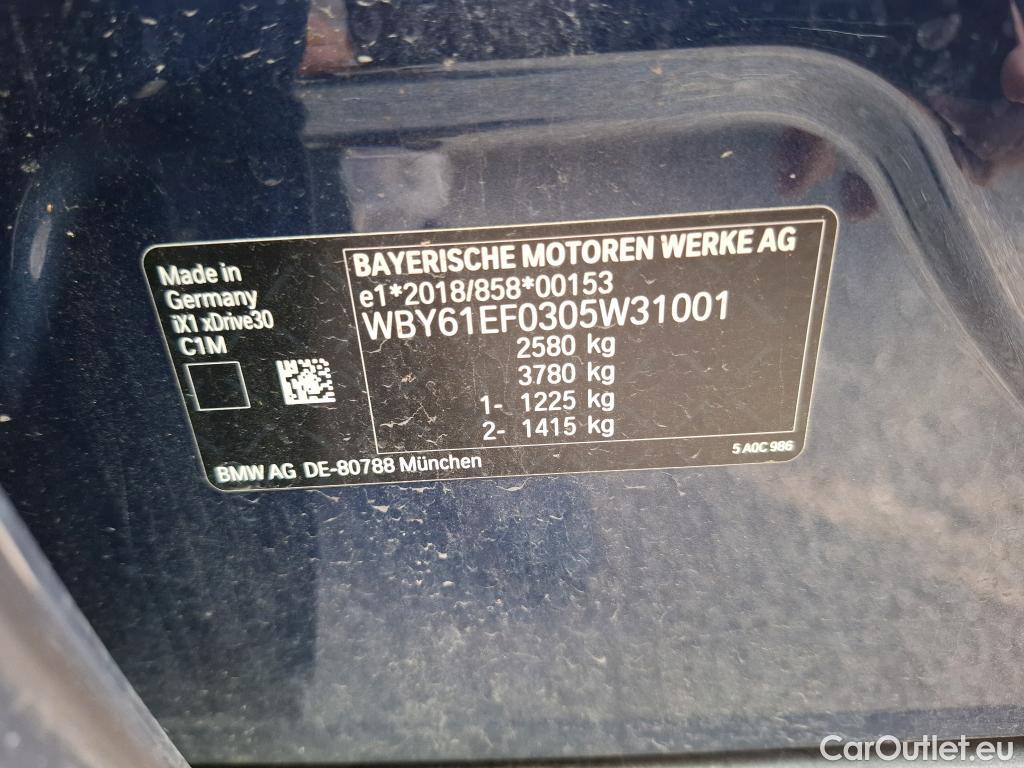 Made in
Germany
iX1 xDrive30
C1M
BAYERISCHE MOTOREN WERKE AG
e1*2018/858*00153
WBY61EF0305W31001
2580 kg
3780 kg
1- 1225 kg
2- 1415 kg
5 A0C 986
BMW AG DE-80788 München
CarOutlet.eu